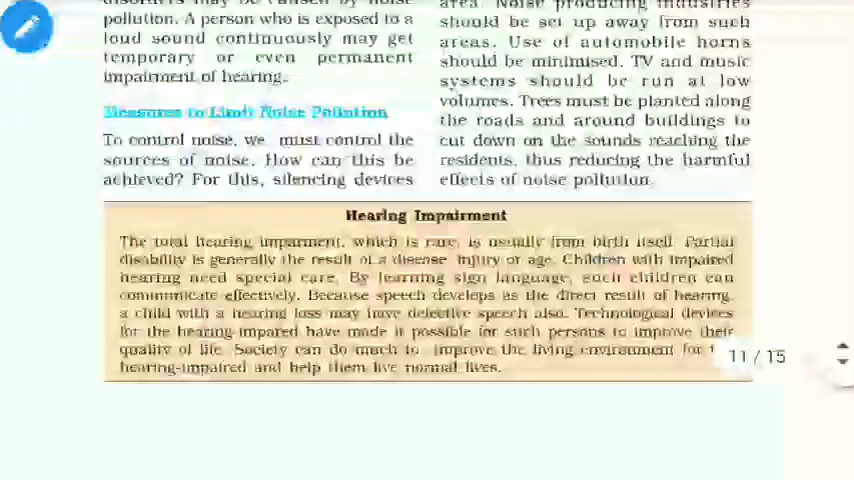 pollution. A person who is exposed to a
loud sound continuously may get
temporary or even permanent
impairment of hearing.
Measures to Limit Noise Pollution
To control noise, we must control the
sources of noise. How can this be
achieved? For this, silencing devices
area. Noise producing industries
should be set up away from such
areas. Use of automobile horns
should be minimised. TV and music
systems should be run at low
volumes. Trees must be planted along
the roads and around buildings to
cut down on the sounds reaching the
residents, thus reducing the harmful
effects of noise pollution.
Hearing Impairment
The total hearing imparment, which is rare, is usually from birth itself. Partial
disability is generally the result of a disease, injury or age. Children with impaired
hearing need special care. By learning sign language, such children can
communicate effectively. Because speech develops as the direct result of hearing,
a child with a hearing loss may have defective speech also. Technological devices
for the hearing-impared have made it possible for such persons to improve their
quality of life. Society can do much to improve the living environment for
hearing-impaired and help them live normal lives.
11 / 15